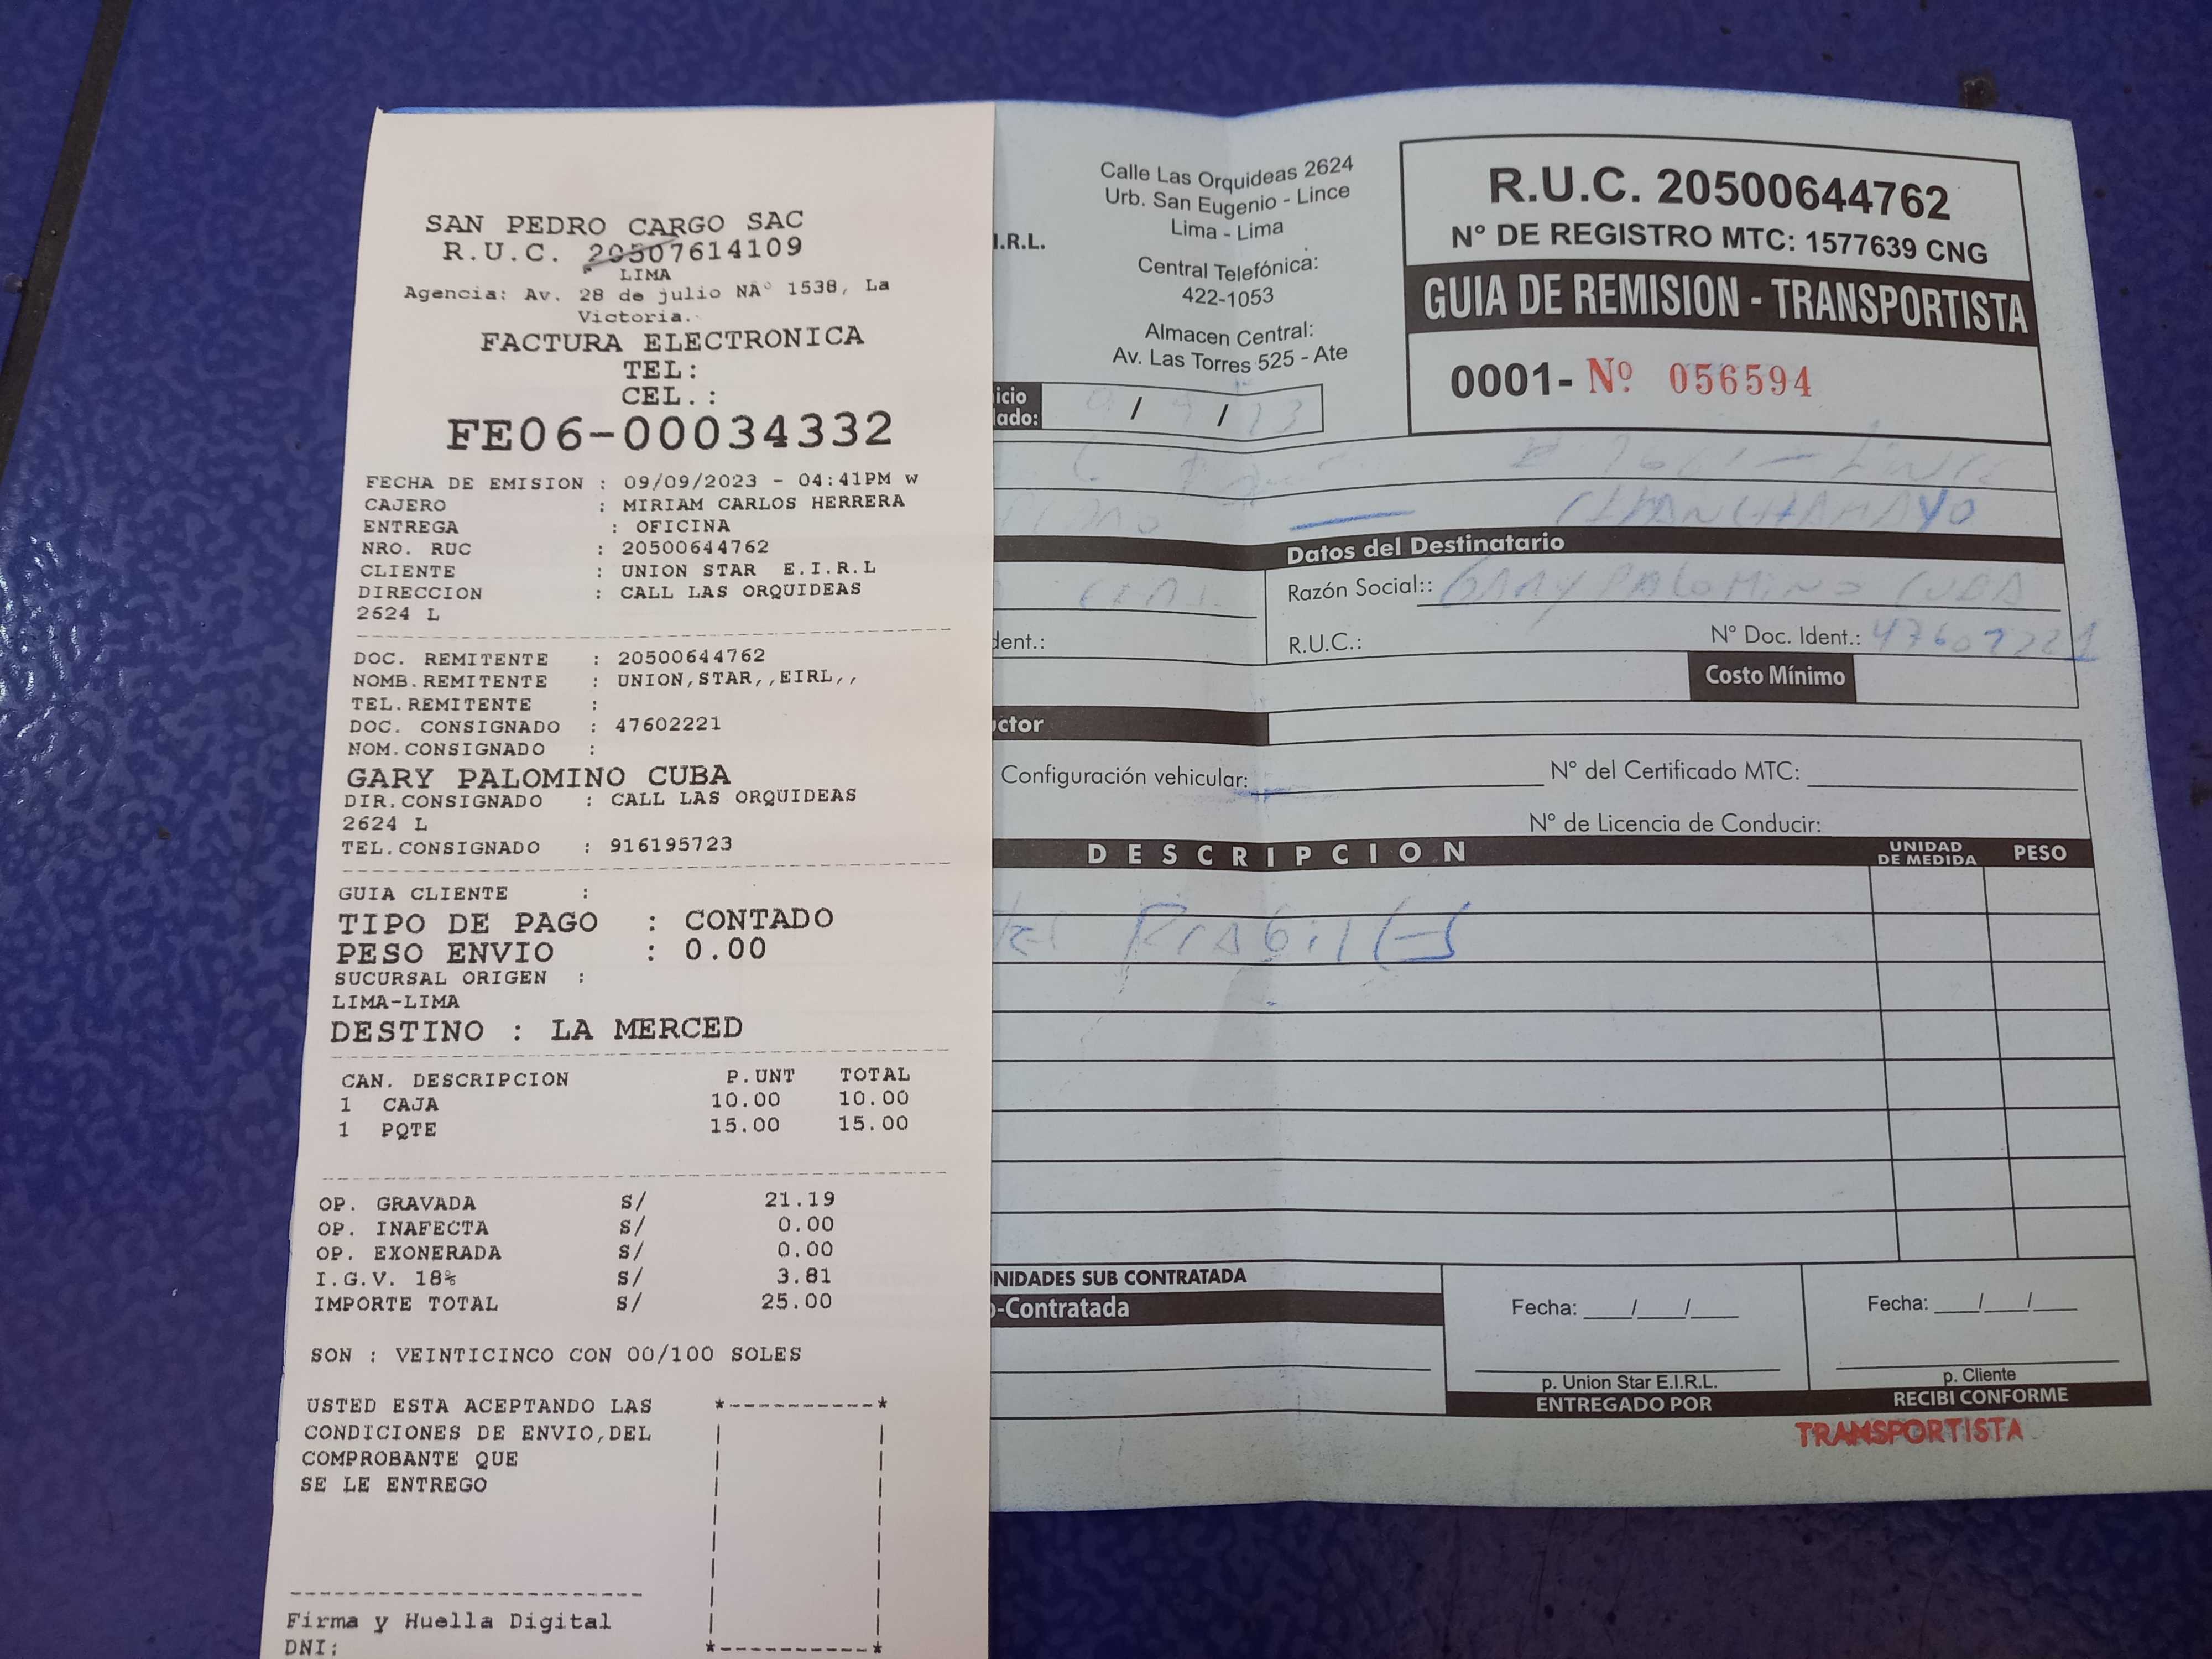 SAN PEDRO CARGO SAC
R.U.C. 20507614109
LIMA
Agencia: Av. 28 de julio NAº 1538, La
Victoria.
FACTURA ELECTRONICA
TEL:
CEL.:
FE06-00034332
FECHA DE EMISION : 09/09/2023 - 04:41PM w
CAJERO : MIRIAM CARLOS HERRERA
ENTREGA : OFICINA
NRO. RUC : 20500644762
CLIENTE : UNION STAR E.I.R.L
DIRECCION : CALL LAS ORQUIDEAS
2624 L
DOC. REMITENTE : 20500644762
NOMB.REMITENTE : UNION,STAR,,EIRL,,
TEL.REMITENTE :
DOC. CONSIGNADO : 47602221
NOM.CONSIGNADO :
GARY PALOMINO CUBA
DIR.CONSIGNADO : CALL LAS ORQUIDEAS
2624 L
TEL.CONSIGNADO : 916195723
GUIA CLIENTE :
TIPO DE PAGO : CONTADO
PESO ENVIO : 0.00
SUCURSAL ORIGEN :
LIMA-LIMA
DESTINO : LA MERCED
CAN. DESCRIPCION P.UNT TOTAL
1 CAJA 10.00 10.00
1 PQTE 15.00 15.00
OP. GRAVADA S/ 21.19
OP. INAFECTA S/ 0.00
OP. EXONERADA S/ 0.00
I.G.V. 18% S/ 3.81
IMPORTE TOTAL S/ 25.00
SON : VEINTICINCO CON 00/100 SOLES
USTED ESTA ACEPTANDO LAS
CONDICIONES DE ENVIO,DEL
COMPROBANTE QUE
SE LE ENTREGO
Firma y Huella Digital
DNI:
I.R.L.
Calle Las Orquideas 2624
Urb. San Eugenio - Lince
Lima - Lima
Central Telefónica:
422-1053
Almacen Central:
Av. Las Torres 525 - Ate
R.U.C. 20500644762
N° DE REGISTRO MTC: 1577639 CNG
GUIA DE REMISION - TRANSPORTISTA
0001- Nº 056594
icio
lado: / /
CHANCHAMAYO
Datos del Destinatario
Razón Social:: GARY PALOMINO CUBA
dent.:
R.U.C.: N° Doc. Ident.:
Costo Mínimo
uctor
Configuración vehicular: N° del Certificado MTC:
N° de Licencia de Conducir:
DESCRIPCION UNIDAD DE MEDIDA PESO
NIDADES SUB CONTRATADA
-Contratada
Fecha: / /
Fecha: / /
p. Union Star E.I.R.L.
ENTREGADO POR
p. Cliente
RECIBI CONFORME
TRANSPORTISTA